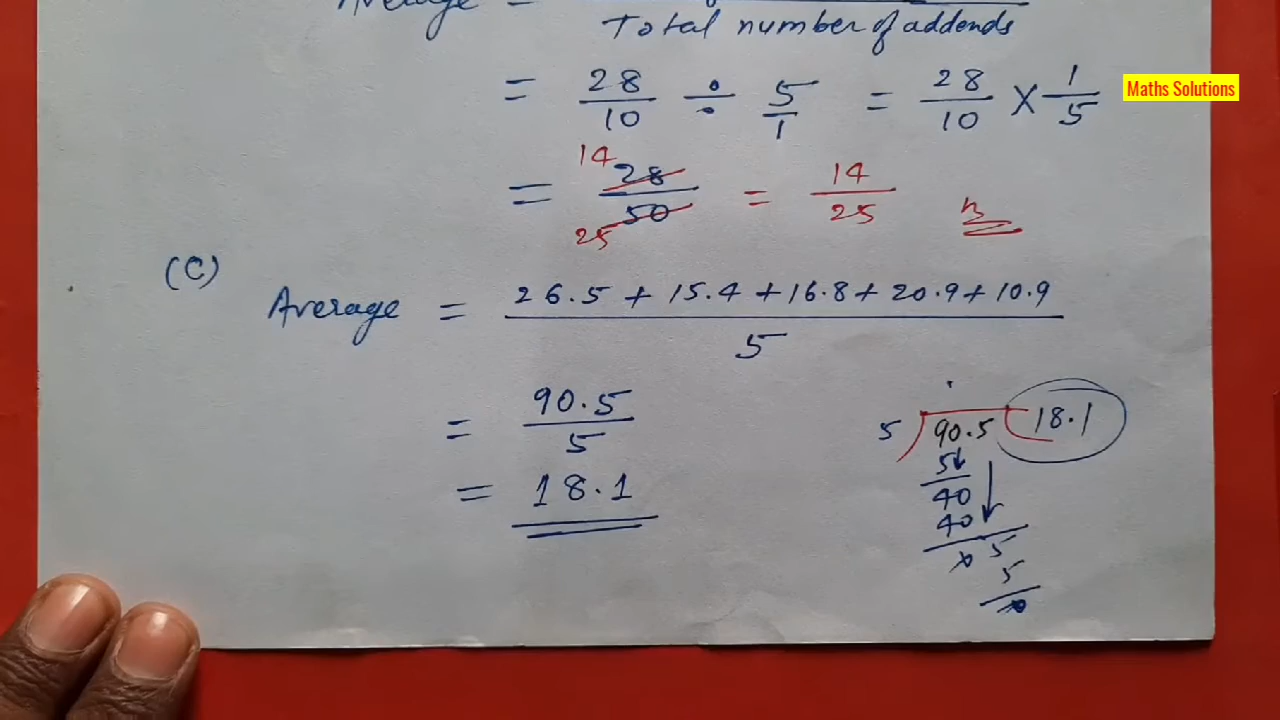 Average =
Total number of addends
= 28/10 ÷ 5/1 = 28/10 × 1/5
Maths Solutions
= 14 28/50 25 = 14/25
(C)
Average = 26.5 + 15.4 + 16.8 + 20.9 + 10.9 / 5
= 90.5/5
5 ) 90.5 ( 18.1
5
= 18.1
40
40
5
5